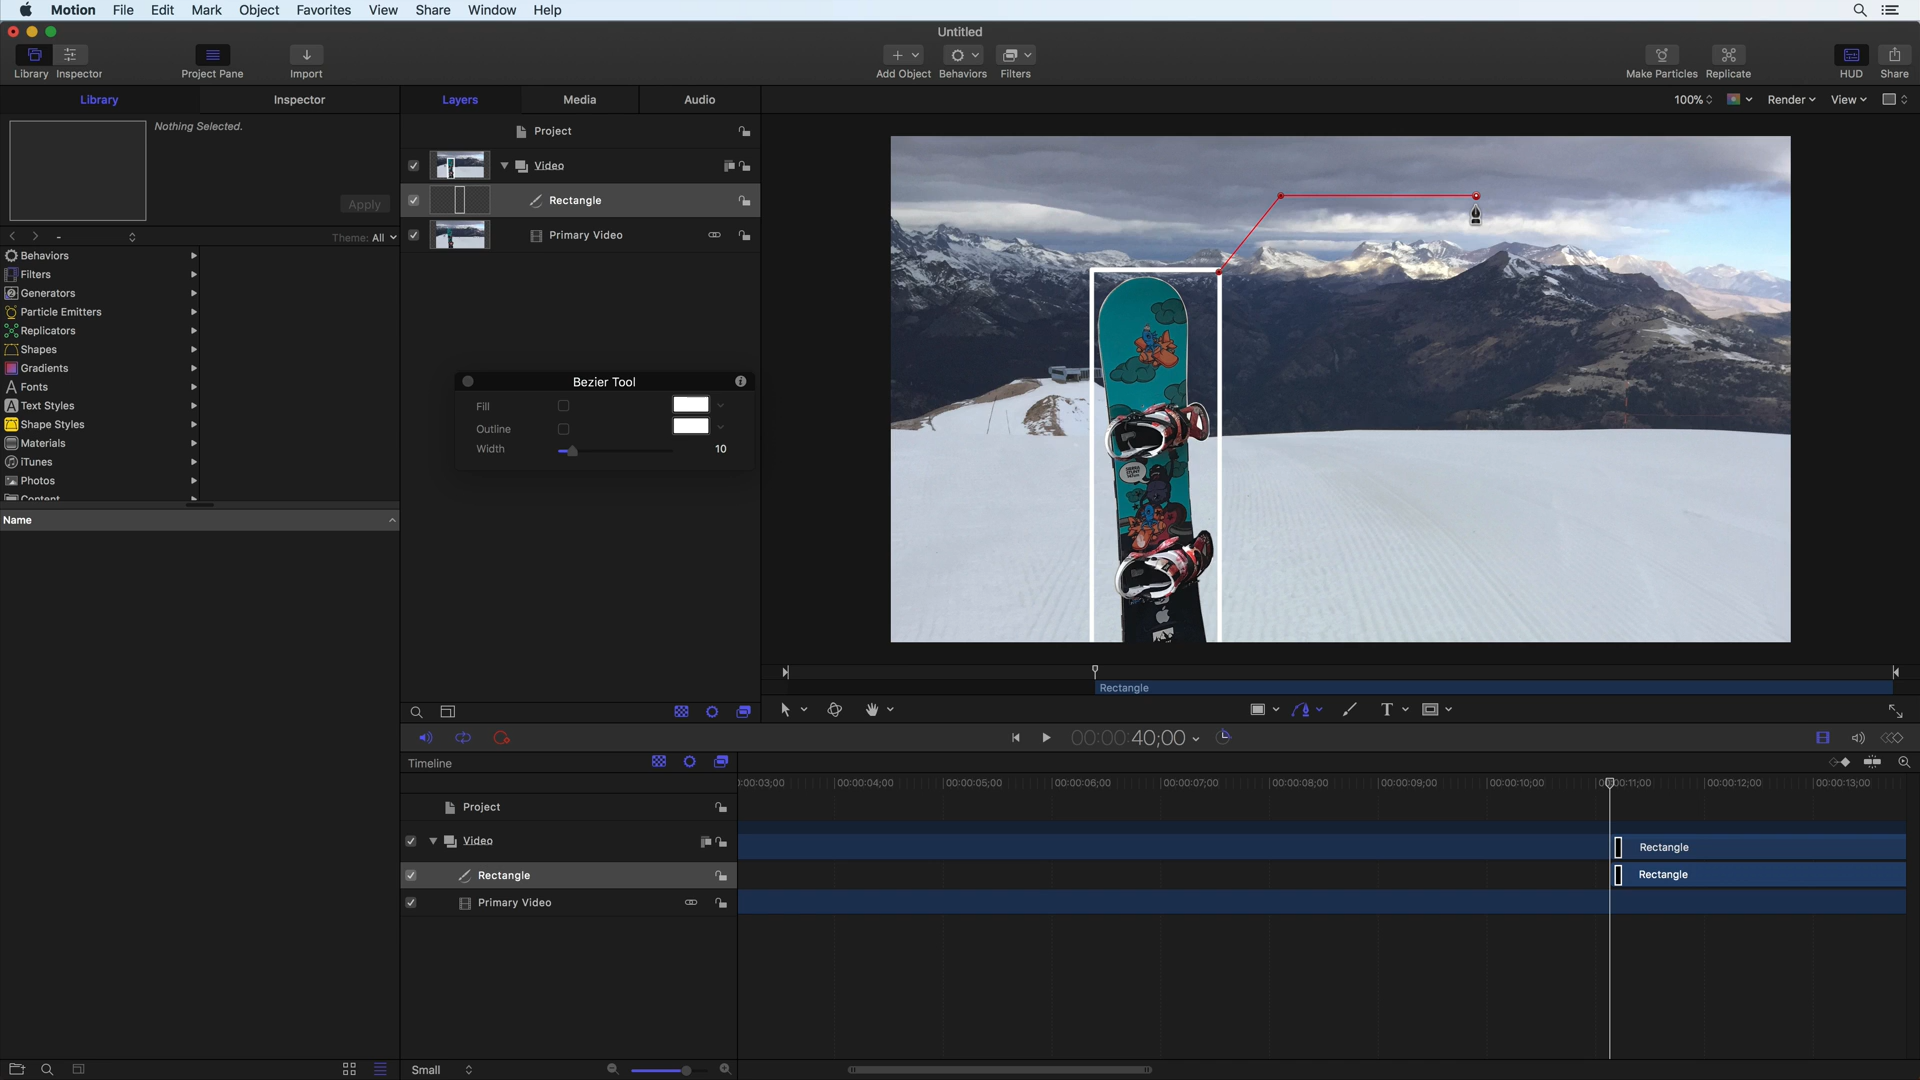 Motion File Edit Mark Object Favorites View Share Window Help
Untitled
Library Inspector Project Pane Import Add Object Behaviors Filters Make Particles Replicate HUD Share
Library Inspector Layers Media Audio 100% Render View
Nothing Selected.
Apply
- Theme: All
Behaviors
Filters
Generators
Particle Emitters
Replicators
Shapes
Gradients
Fonts
Text Styles
Shape Styles
Materials
iTunes
Photos
Content
Name
Project
Video
Rectangle
Primary Video
Bezier Tool
Fill
Outline
Width 10
Rectangle
T
00:00:40;00
Timeline
00:00:04;00 00:00:05;00 00:00:06;00 00:00:07;00 00:00:08;00 00:00:09;00 00:00:10;00 00:00:12;00 00:00:13;00
Project
Video Rectangle
Rectangle Rectangle
Primary Video
Small